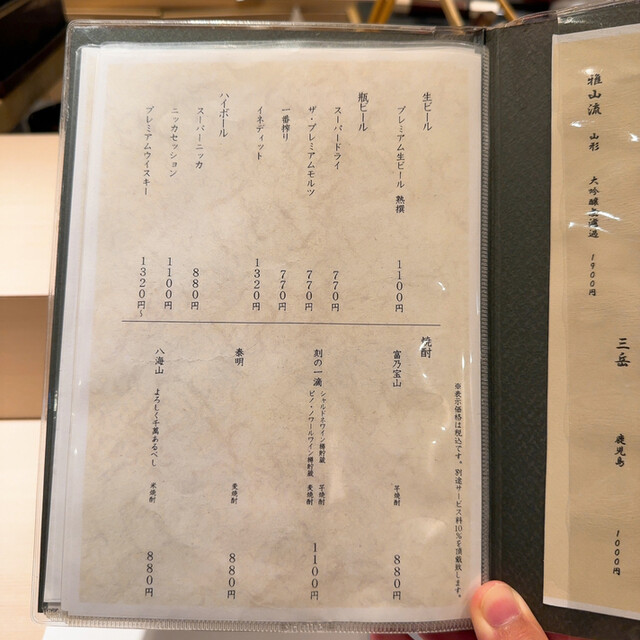 生ビール
プレミアム生ビール 熟撰 1100円
瓶ビール
スーパードライ 770円
ザ・プレミアムモルツ 770円
一番搾り 770円
イネディット 1320円
ハイボール
スーパーニッカ 880円
ニッカセッション 1100円
プレミアムウイスキー 1320円〜
※表示価格は税込です。別途サービス料10%を頂戴致します。
焼酎
富乃宝山 芋焼酎 880円
刻の一滴 シャルドネワイン樽貯蔵 芋焼酎
ピノ・ノワールワイン樽貯蔵 麦焼酎 1100円
泰明 麦焼酎 880円
八海山 よろしく千萬あるべし 米焼酎 880円
三岳 鹿児島 1000円
雅山流 山形 大吟醸 1900円